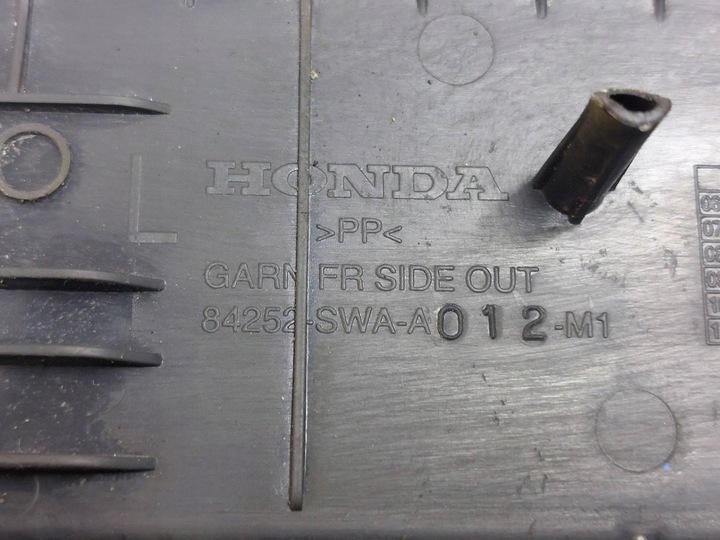 HONDA
L
>PP<
GARN FR SIDE OUT
84252-SWA-A012-M1